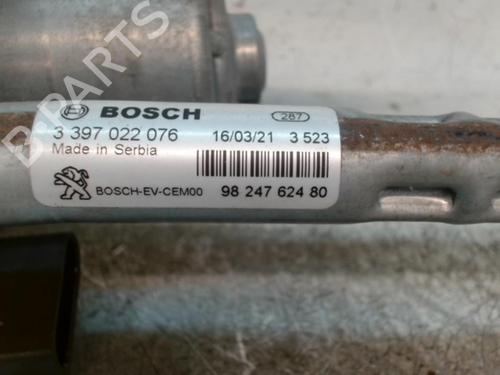 BOSCH
287
3 397 022 076 16/03/21 3 523
Made in Serbia
BOSCH-EV-CEM00 98 247 624 80
B-PARTS